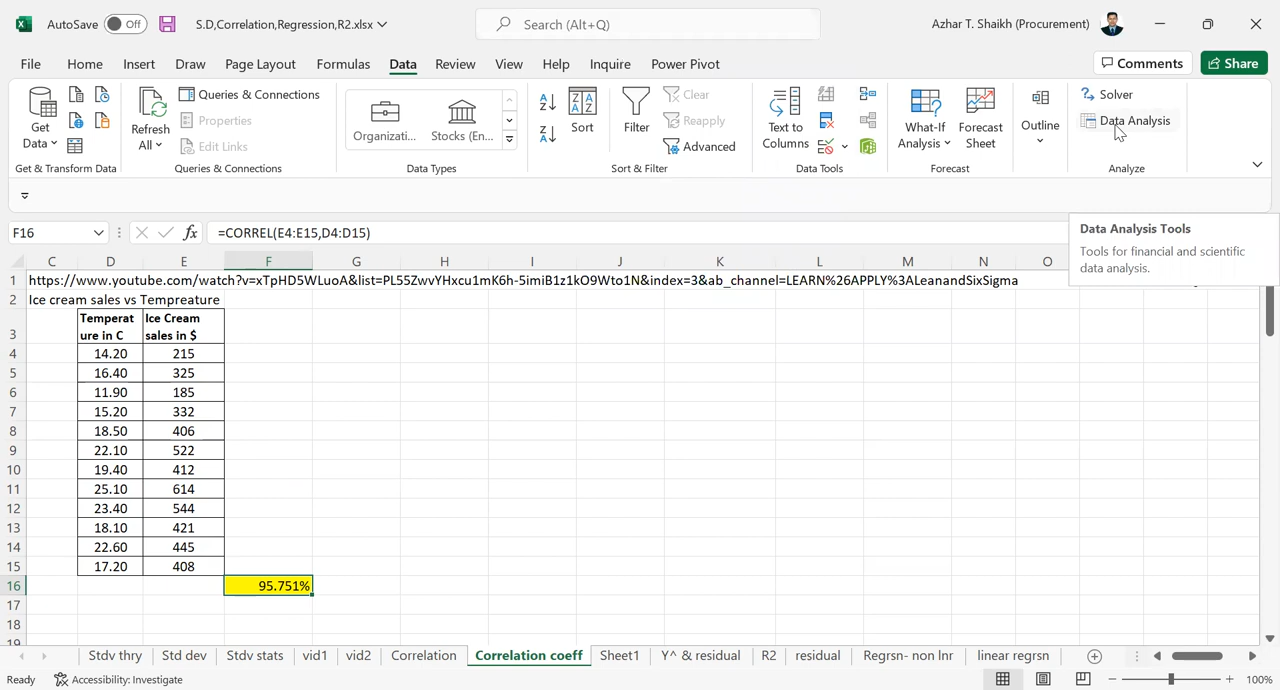 AutoSave Off S.D,Correlation,Regression,R2.xlsx Search (Alt+Q) Azhar T. Shaikh (Procurement)
File Home Insert Draw Page Layout Formulas Data Review View Help Inquire Power Pivot Comments Share
Get Data
Get & Transform Data
Refresh All
Queries & Connections
Properties
Edit Links
Queries & Connections
Organizati... Stocks (En...
Data Types
Sort
Filter
Clear
Reapply
Advanced
Sort & Filter
Text to Columns
Data Tools
What-If Analysis
Forecast Sheet
Forecast
Outline
Solver
Data Analysis
Analyze
F16 fx =CORREL(E4:E15,D4:D15)
Data Analysis Tools
Tools for financial and scientific
data analysis.
C D E F G H I J K L M N O
1 https://www.youtube.com/watch?v=xTpHD5WLuoA&list=PL55ZwvYHxcu1mK6h-5imiB1z1kO9Wto1N&index=3&ab_channel=LEARN%26APPLY%3ALeanandSixSigma
2 Ice cream sales vs Tempreature
3 Temperat ure in C Ice Cream sales in $
4 14.20 215
5 16.40 325
6 11.90 185
7 15.20 332
8 18.50 406
9 22.10 522
10 19.40 412
11 25.10 614
12 23.40 544
13 18.10 421
14 22.60 445
15 17.20 408
16 95.751%
17
18
19
Stdv thry Std dev Stdv stats vid1 vid2 Correlation Correlation coeff Sheet1 Y^ & residual R2 residual Regrsn- non lnr linear regrsn
Ready Accessibility: Investigate 100%